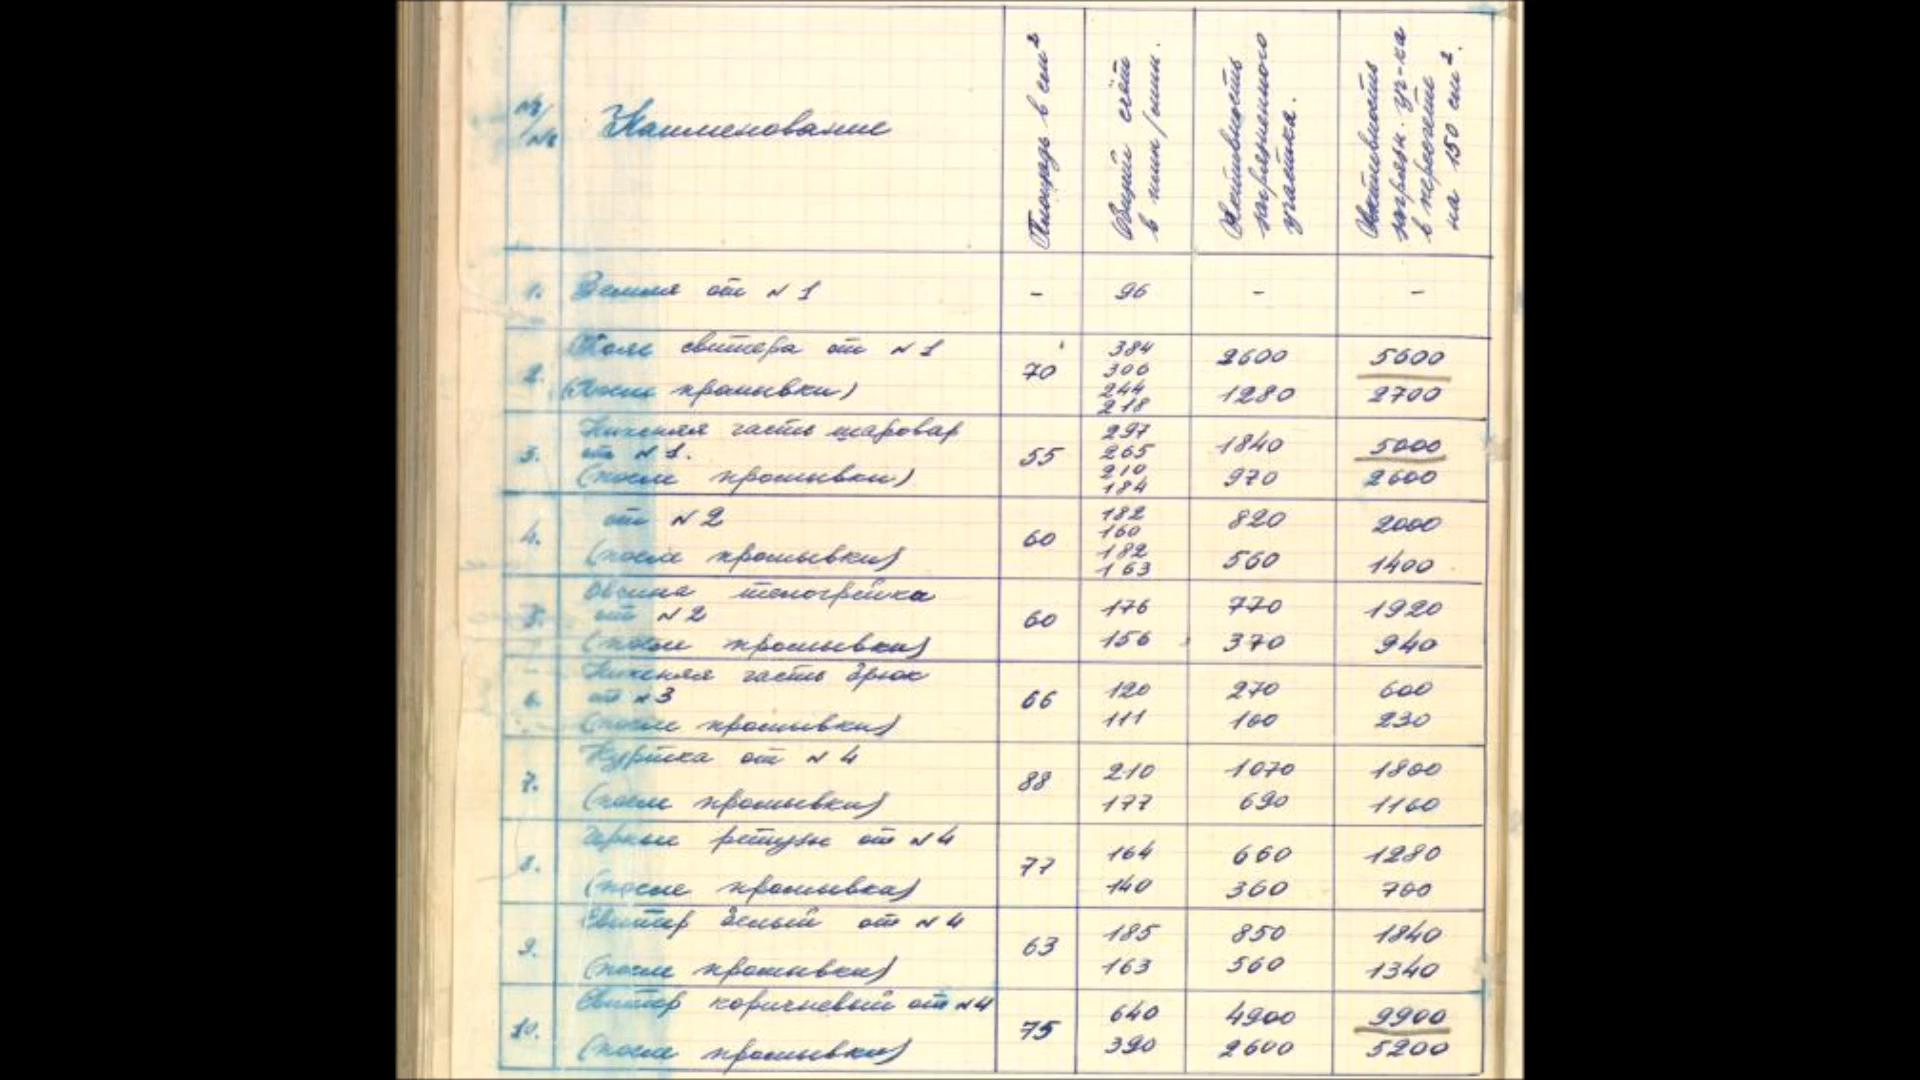 №№
Наименование
Площадь в см²
Общий счёт
в мин/имп.
Активность
загрязненного
участка.
Активность
загрязн. уч-ка
в пересчёте
на 150 см².
1. Земля от № 1 - 96 - -
2. Пояс свитера от № 1 70 384 2600 5600
306
(после промывки) 244 1280 2700
218
3. Нижняя часть шаровар 55 297 1840 5000
от № 1. 265
(после промывки) 210 970 2600
184
4. от № 2 60 182 820 2000
160
(после промывки) 182 560 1400
163
5. Овчина телогрейка 60 176 770 1920
от № 2
(после промывки) 156 370 940
6. Нижняя часть брюк 66 120 270 600
от № 3
(после промывки) 111 160 230
7. Куртка от № 4 88 210 1070 1800
(после промывки) 177 690 1160
8. Черные ретузы от № 4 77 164 660 1280
(после промывки) 140 360 700
9. Свитер белый от № 4 63 185 850 1840
(после промывки) 163 560 1340
10. Свитер коричневый от № 4 75 640 4900 9900
(после промывки) 390 2600 5200